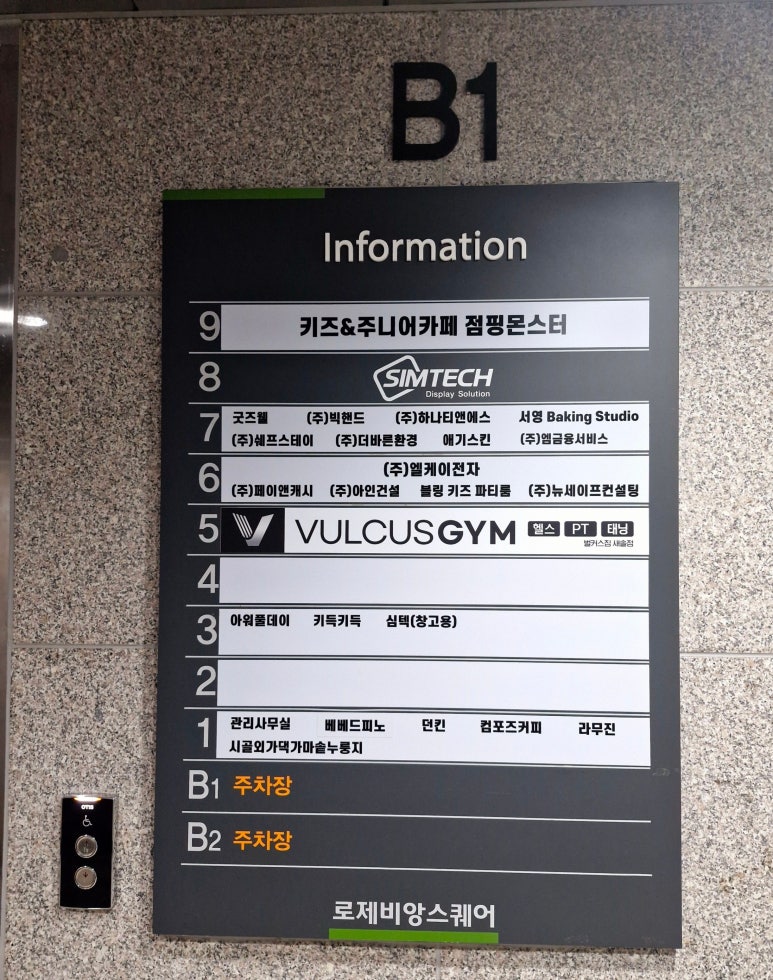 B1
Information
9 키즈&주니어카페 점핑몬스터
8 SIMTECH
Display Solution
7 굿즈웰 (주)빅핸드 (주)하나티앤에스 서영 Baking Studio
(주)쉐프스테이 (주)더바른환경 애기스킨 (주)엠금융서비스
6 (주)엘케이전자
(주)페이앤캐시 (주)아인건설 블링 키즈 파티룸 (주)뉴세이프컨설팅
5 VULCUSGYM 헬스 PT 태닝
벌커스짐 새솔점
4
3 아워풀데이 키득키득 심텍(창고용)
2
1 관리사무실 베베드피노 던킨 컴포즈커피 라무진
시골외가댁가마솥누룽지
B1 주차장
B2 주차장
OTIS
로제비앙스퀘어